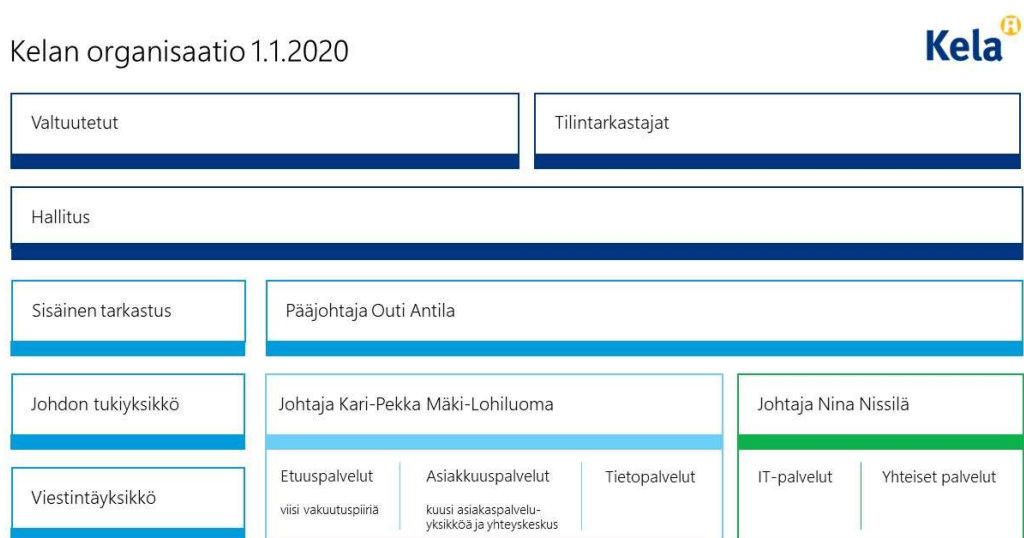 Kelan organisaatio 1.1.2020
Kela
Valtuutetut
Tilintarkastajat
Hallitus
Sisäinen tarkastus
Pääjohtaja Outi Antila
Johdon tukiyksikkö
Johtaja Kari-Pekka Mäki-Lohiluoma
Johtaja Nina Nissilä
Etuuspalvelut
viisi vakuutuspiiriä
Asiakkuuspalvelut
kuusi asiakaspalvelu-
yksikköä ja yhteyskeskus
Tietopalvelut
IT-palvelut
Yhteiset palvelut
Viestintäyksikkö